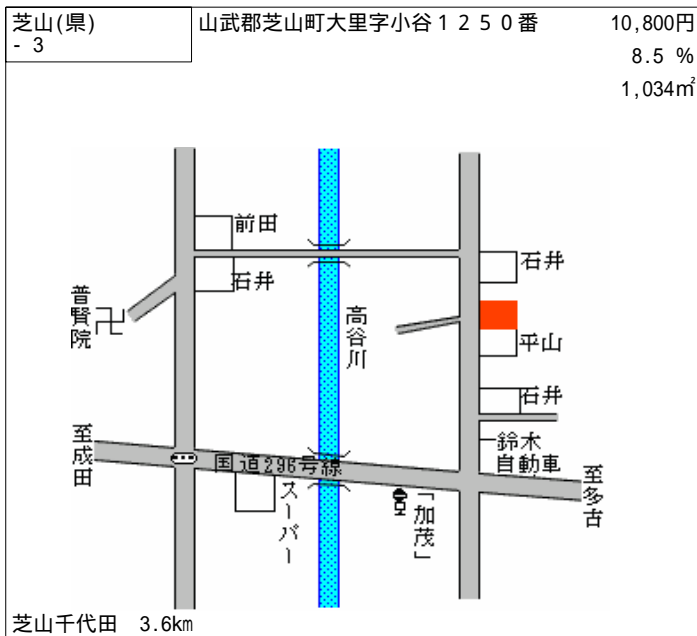 芝山(県)
- 3
山武郡芝山町大里字小谷１２５０番
10,800円
8.5 %
1,034㎡
前田
石井
石井
普賢院
高谷川
平山
石井
至成田
鈴木
自動車
国道296号線
至多古
スーパー
「加茂」
芝山千代田 3.6km